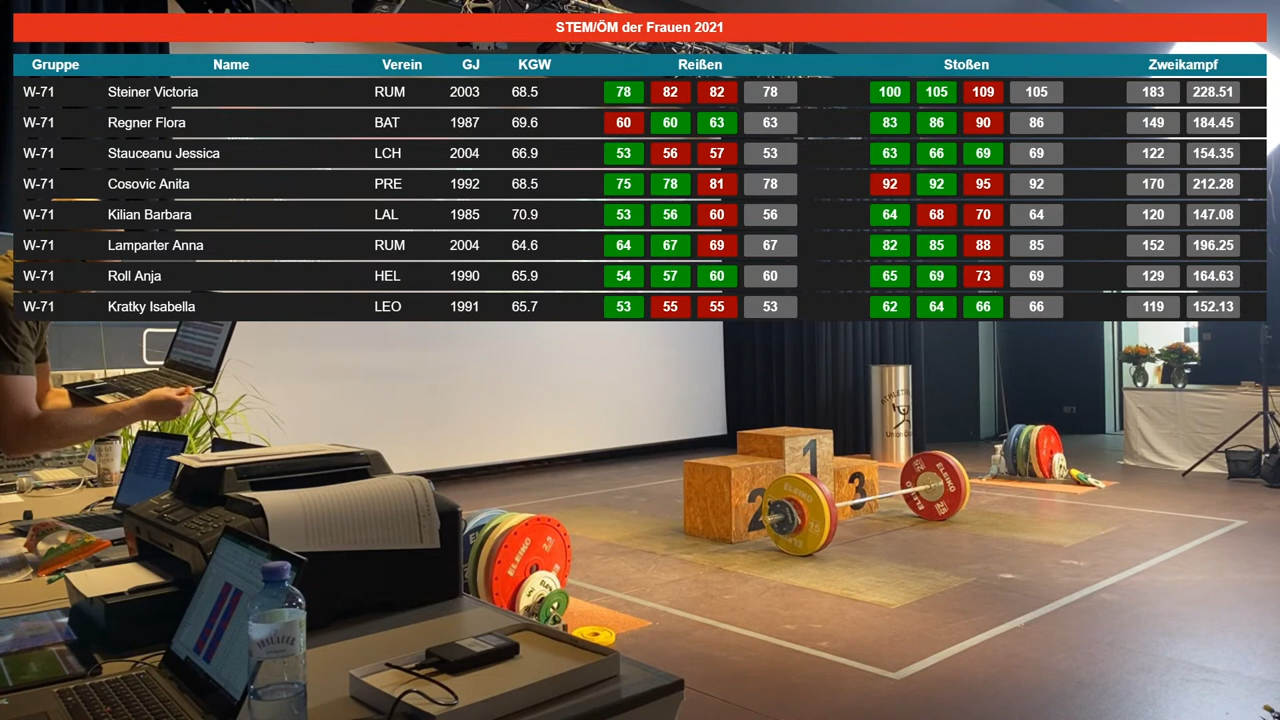 STEM/ÖM der Frauen 2021
Gruppe Name Verein GJ KGW Reißen Stoßen Zweikampf
W-71 Steiner Victoria RUM 2003 68.5 78 82 82 78 100 105 109 105 183 228.51
W-71 Regner Flora BAT 1987 69.6 60 60 63 63 83 86 90 86 149 184.45
W-71 Stauceanu Jessica LCH 2004 66.9 53 56 57 53 63 66 69 69 122 154.35
W-71 Cosovic Anita PRE 1992 68.5 75 78 81 78 92 92 95 92 170 212.28
W-71 Kilian Barbara LAL 1985 70.9 53 56 60 56 64 68 70 64 120 147.08
W-71 Lamparter Anna RUM 2004 64.6 64 67 69 67 82 85 88 85 152 196.25
W-71 Roll Anja HEL 1990 65.9 54 57 60 60 65 69 73 69 129 164.63
W-71 Kratky Isabella LEO 1991 65.7 53 55 55 53 62 64 66 66 119 152.13
1
2
3
ELEIKO
ELEIKO
25
ELEIKO
2.5